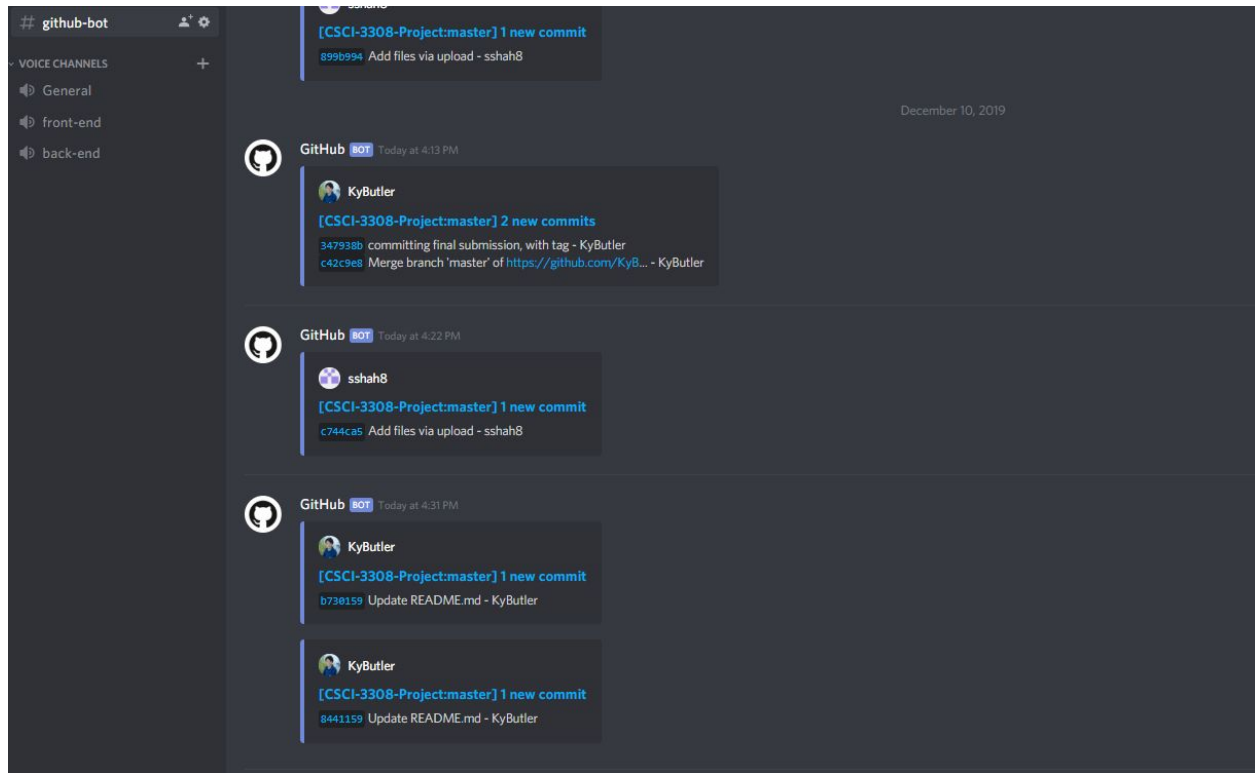 # github-bot
VOICE CHANNELS
General
front-end
back-end
sshah8
[CSCI-3308-Project:master] 1 new commit
899b994 Add files via upload - sshah8
December 10, 2019
GitHub BOT Today at 4:13 PM
KyButler
[CSCI-3308-Project:master] 2 new commits
347938b committing final submission, with tag - KyButler
c42c9e8 Merge branch 'master' of https://github.com/KyB... - KyButler
GitHub BOT Today at 4:22 PM
sshah8
[CSCI-3308-Project:master] 1 new commit
c744ca5 Add files via upload - sshah8
GitHub BOT Today at 4:31 PM
KyButler
[CSCI-3308-Project:master] 1 new commit
b730159 Update README.md - KyButler
KyButler
[CSCI-3308-Project:master] 1 new commit
8441159 Update README.md - KyButler